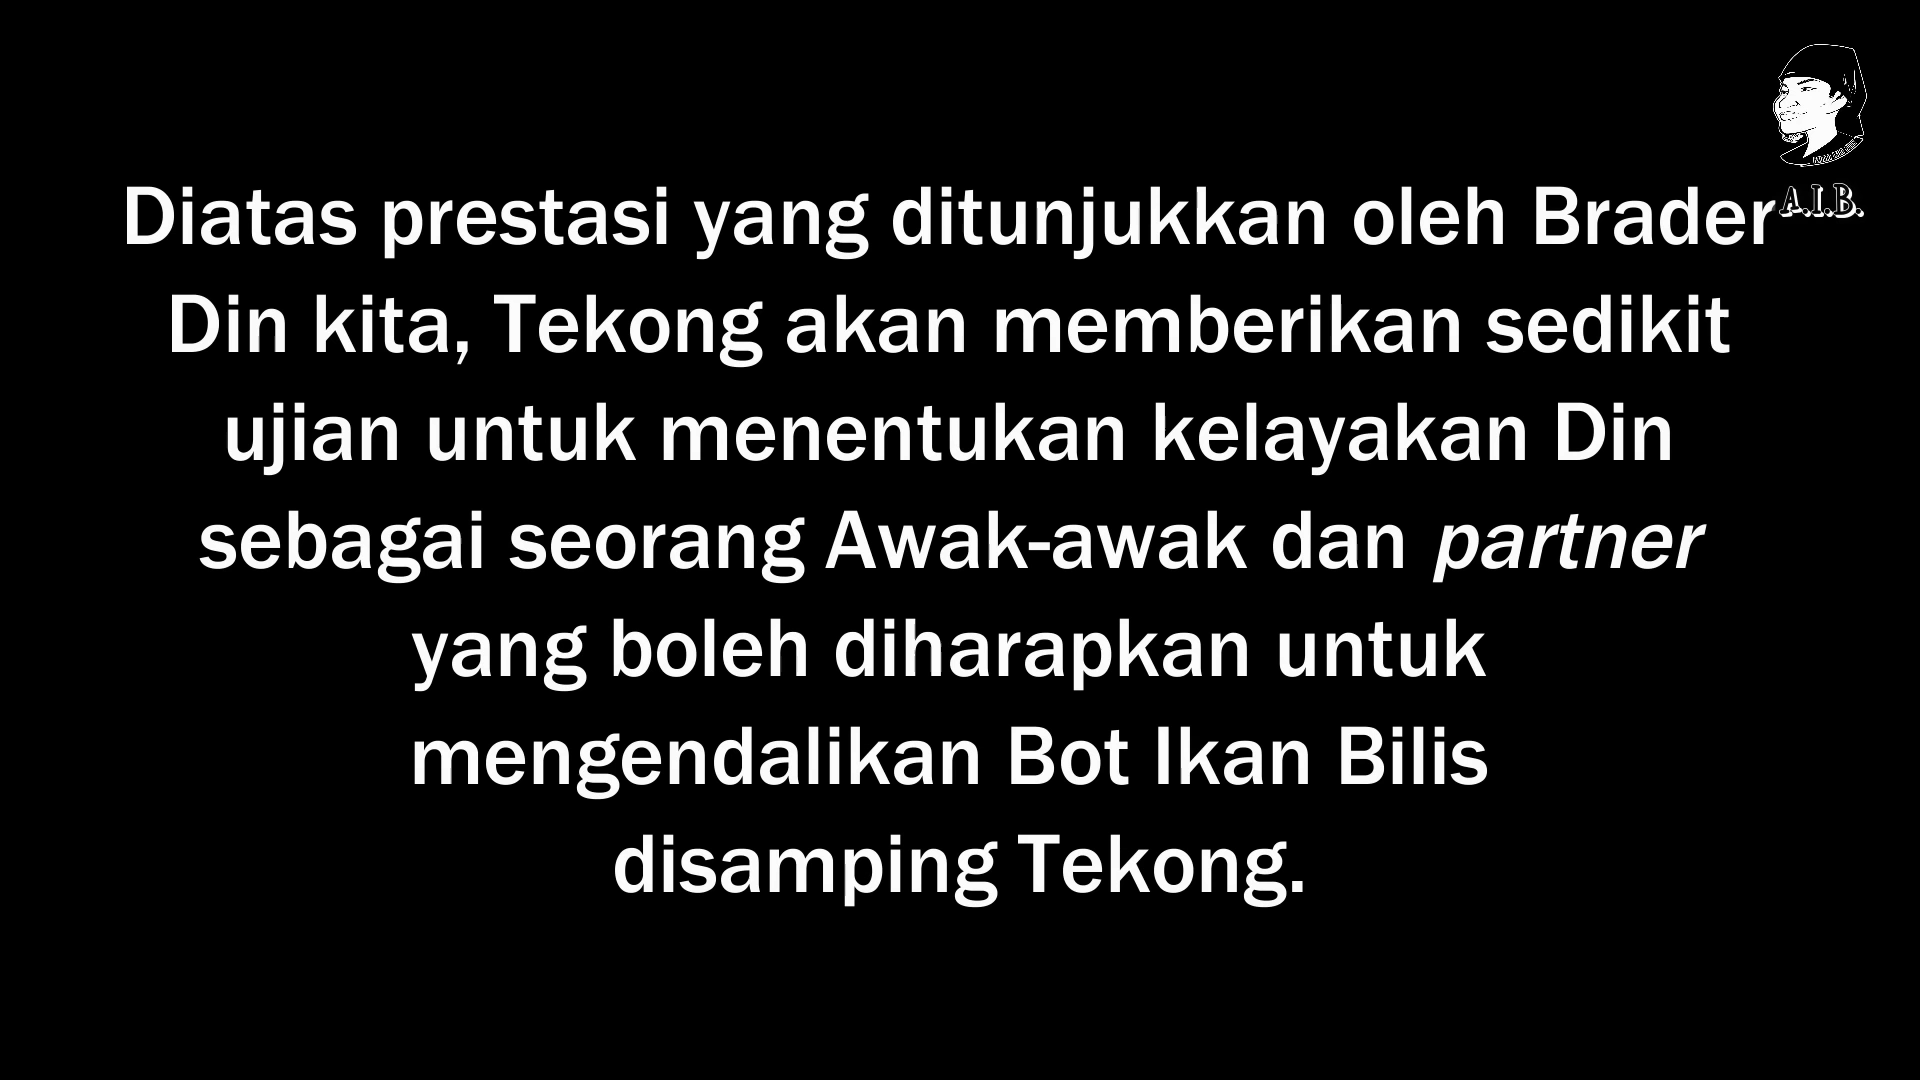 Diatas prestasi yang ditunjukkan oleh Brader
Din kita, Tekong akan memberikan sedikit
ujian untuk menentukan kelayakan Din
sebagai seorang Awak-awak dan partner
yang boleh diharapkan untuk
mengendalikan Bot Ikan Bilis
disamping Tekong.
A.I.B.